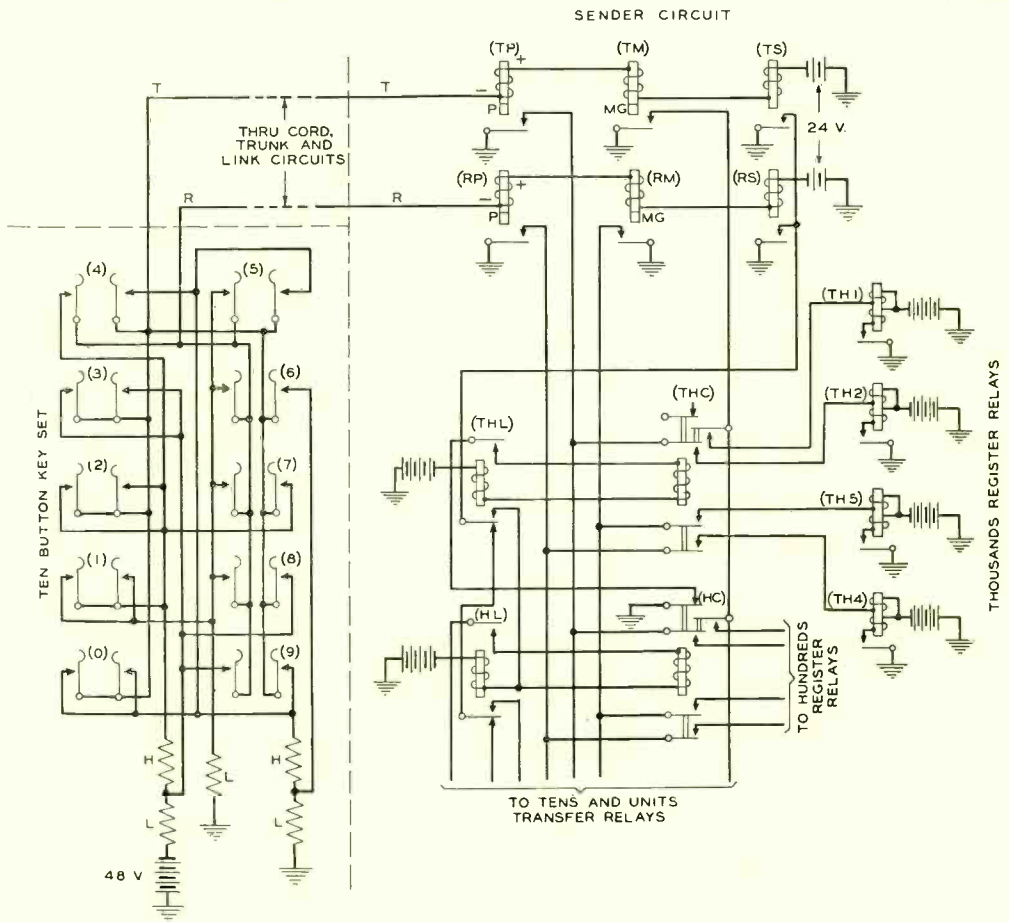 SENDER CIRCUIT
(TP)
(TM)
(TS)
+
T
T
−
P
MG
24 V.
THRU CORD,
TRUNK AND
LINK CIRCUITS
(RP)
(RM)
(RS)
+
R
R
−
P
MG
TEN BUTTON KEY SET
(4)
(5)
(3)
(6)
(2)
(7)
(1)
(8)
(0)
(9)
H
L
H
L
L
48 V
(THL)
(THC)
(HL)
(HC)
(TH1)
(TH2)
(TH5)
(TH4)
THOUSANDS REGISTER RELAYS
TO HUNDREDS
REGISTER
RELAYS
TO TENS AND UNITS
TRANSFER RELAYS